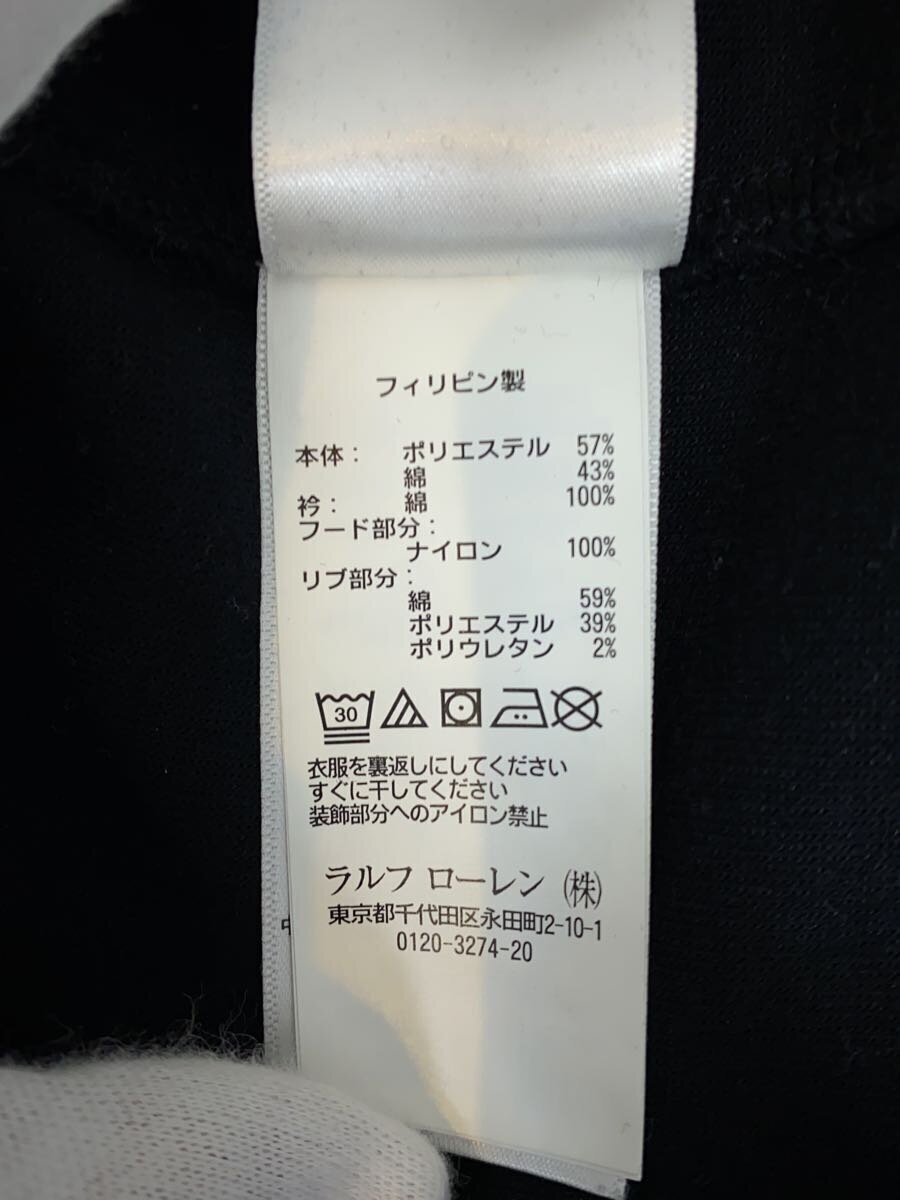 フィリピン製
本体: ポリエステル 57%
綿 43%
衿: 綿 100%
フード部分:
ナイロン 100%
リブ部分:
綿 59%
ポリエステル 39%
ポリウレタン 2%
30
衣服を裏返しにしてください
すぐに干してください
装飾部分へのアイロン禁止
ラルフ ローレン (株)
東京都千代田区永田町2-10-1
0120-3274-20